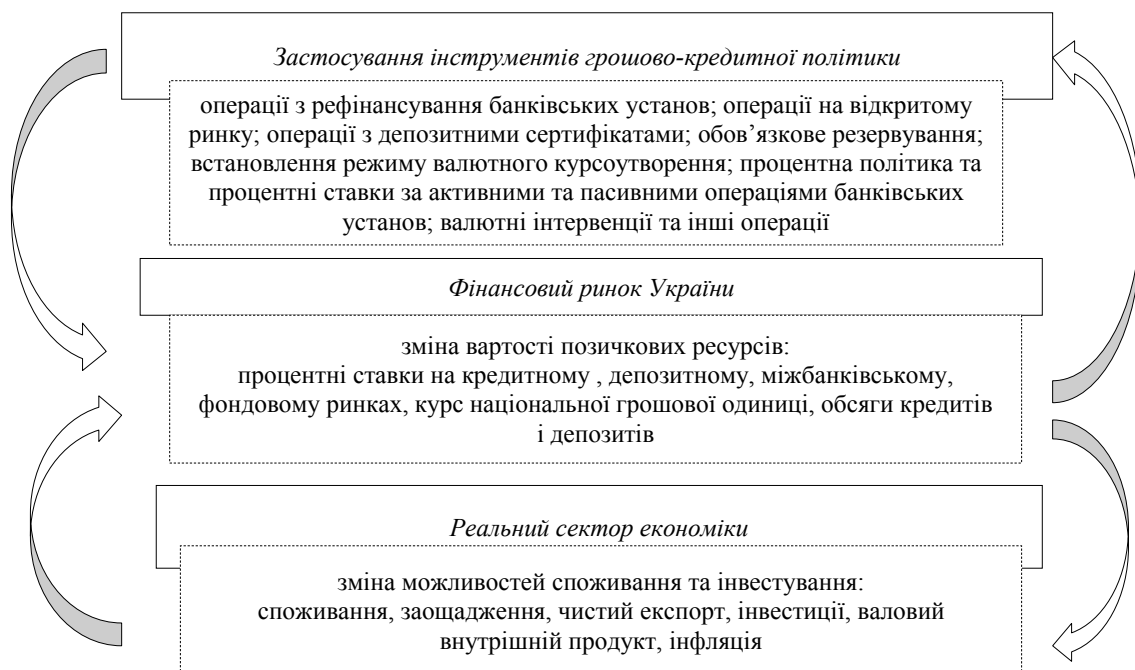 Застосування інструментів грошово-кредитної політики
операції з рефінансування банківських установ; операції на відкритому
ринку; операції з депозитними сертифікатами; обов’язкове резервування;
встановлення режиму валютного курсоутворення; процентна політика та
процентні ставки за активними та пасивними операціями банківських
установ; валютні інтервенції та інші операції
Фінансовий ринок України
зміна вартості позичкових ресурсів:
процентні ставки на кредитному , депозитному, міжбанківському,
фондовому ринках, курс національної грошової одиниці, обсяги кредитів
і депозитів
Реальний сектор економіки
зміна можливостей споживання та інвестування:
споживання, заощадження, чистий експорт, інвестиції, валовий
внутрішній продукт, інфляція